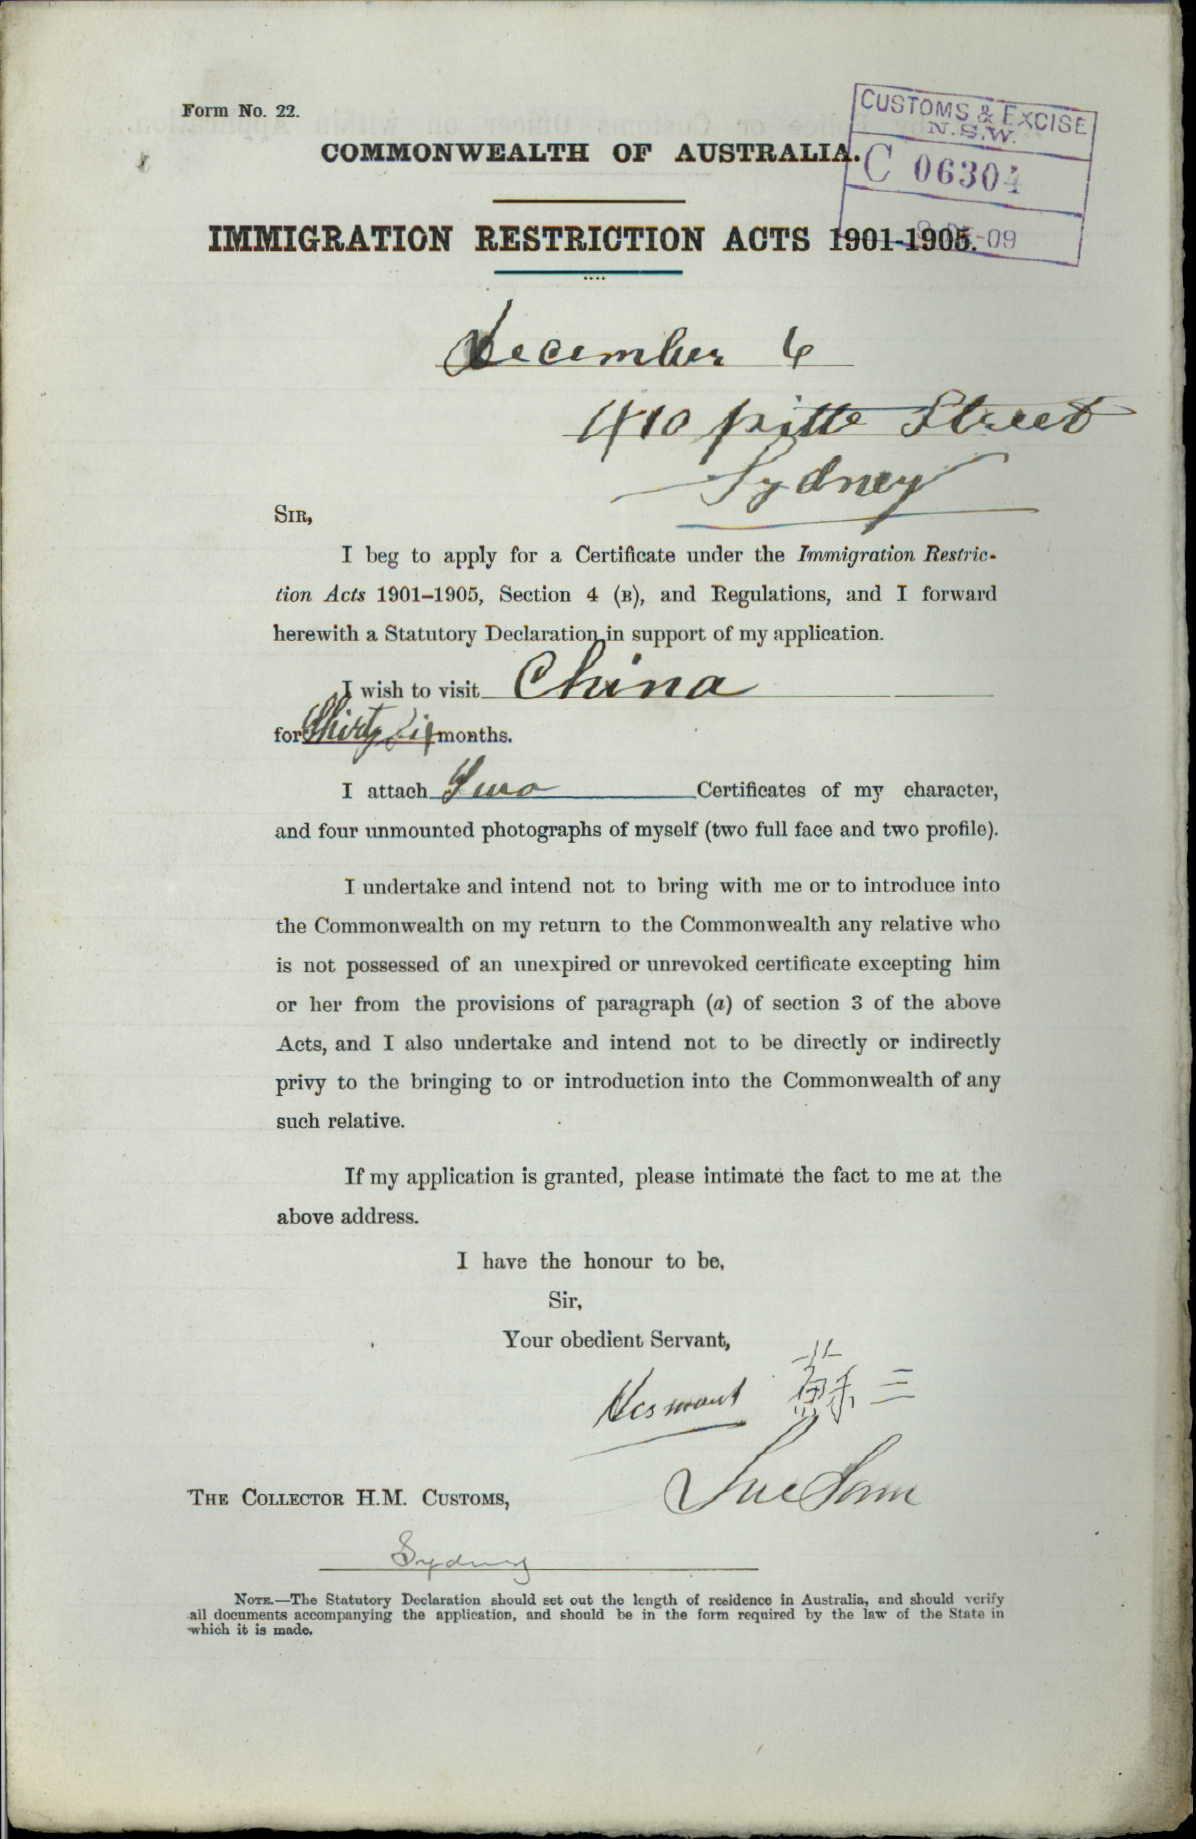 Form No. 22.
CUSTOMS & EXCISE
N.S.W.
C 06304
-09
COMMONWEALTH OF AUSTRALIA.
IMMIGRATION RESTRICTION ACTS 1901-1905.
December 6
410 pitte Street
Sydney
SIR,
I beg to apply for a Certificate under the Immigration Restric-
tion Acts 1901–1905, Section 4 (B), and Regulations, and I forward
herewith a Statutory Declaration in support of my application.
I wish to visit China
for Thirty Six months.
I attach Two Certificates of my character,
and four unmounted photographs of myself (two full face and two profile).
I undertake and intend not to bring with me or to introduce into
the Commonwealth on my return to the Commonwealth any relative who
is not possessed of an unexpired or unrevoked certificate excepting him
or her from the provisions of paragraph (a) of section 3 of the above
Acts, and I also undertake and intend not to be directly or indirectly
privy to the bringing to or introduction into the Commonwealth of any
such relative.
If my application is granted, please intimate the fact to me at the
above address.
I have the honour to be,
Sir,
Your obedient Servant,
蘇三
Sue Sam
THE COLLECTOR H.M. CUSTOMS,
Sydney
NOTE.—The Statutory Declaration should set out the length of residence in Australia, and should verify
all documents accompanying the application, and should be in the form required by the law of the State in
which it is made.